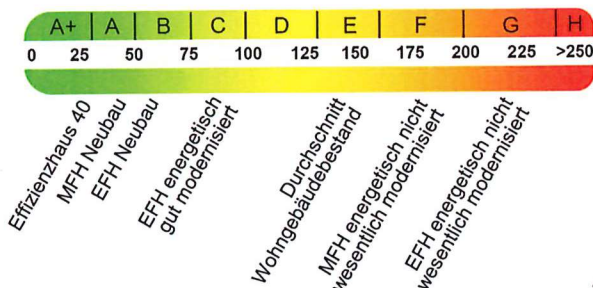 A+ A B C D E F G H
0 25 50 75 100 125 150 175 200 225 >250
Effizienzhaus 40
MFH Neubau
EFH Neubau
EFH energetisch
gut modernisiert
Durchschnitt
Wohngebäudebestand
MFH energetisch nicht
wesentlich modernisiert
EFH energetisch nicht
wesentlich modernisiert